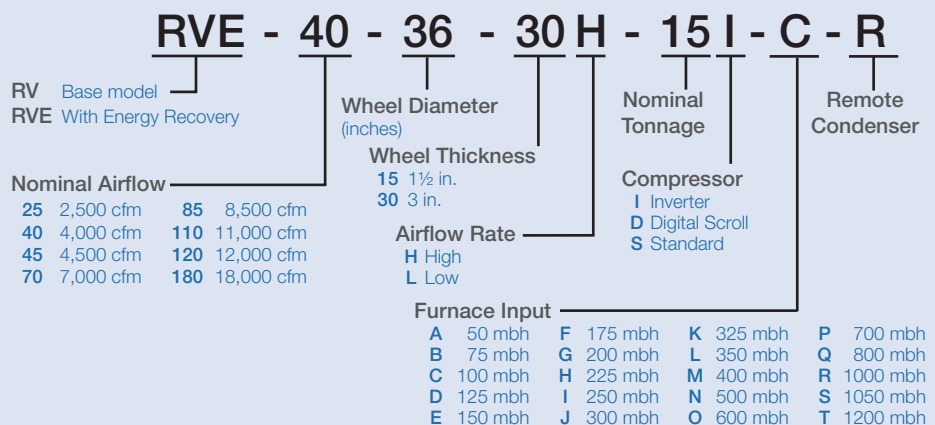 RVE - 40 - 36 - 30 H - 15 I - C - R
RV Base model
RVE With Energy Recovery
Nominal Airflow
25 2,500 cfm 85 8,500 cfm
40 4,000 cfm 110 11,000 cfm
45 4,500 cfm 120 12,000 cfm
70 7,000 cfm 180 18,000 cfm
Wheel Diameter
(inches)
Wheel Thickness
15 1½ in.
30 3 in.
Airflow Rate
H High
L Low
Nominal
Tonnage
Compressor
I Inverter
D Digital Scroll
S Standard
Remote
Condenser
Furnace Input
A 50 mbh F 175 mbh K 325 mbh P 700 mbh
B 75 mbh G 200 mbh L 350 mbh Q 800 mbh
C 100 mbh H 225 mbh M 400 mbh R 1000 mbh
D 125 mbh I 250 mbh N 500 mbh S 1050 mbh
E 150 mbh J 300 mbh O 600 mbh T 1200 mbh